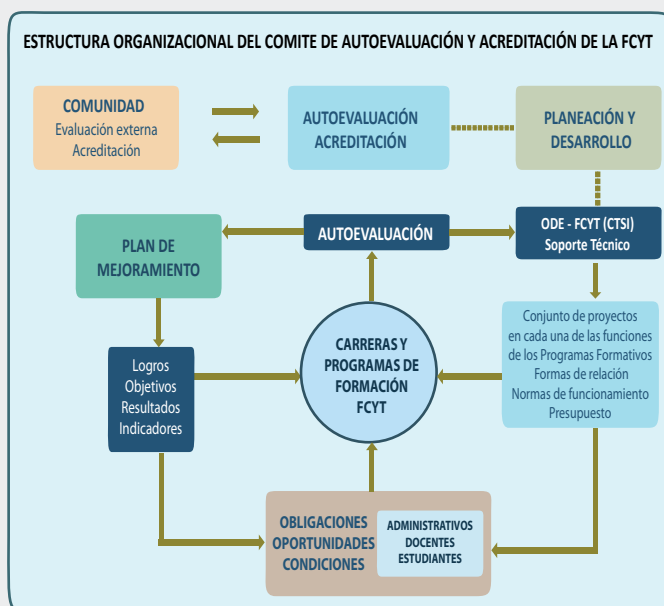 ESTRUCTURA ORGANIZACIONAL DEL COMITE DE AUTOEVALUACIÓN Y ACREDITACIÓN DE LA FCYT
COMUNIDAD
Evaluación externa
Acreditación
AUTOEVALUACIÓN
ACREDITACIÓN
PLANEACIÓN Y
DESARROLLO
PLAN DE
MEJORAMIENTO
AUTOEVALUACIÓN
ODE - FCYT (CTSI)
Soporte Técnico
Logros
Objetivos
Resultados
Indicadores
CARRERAS Y
PROGRAMAS DE
FORMACIÓN
FCYT
Conjunto de proyectos
en cada una de las funciones
de los Programas Formativos
Formas de relación
Normas de funcionamiento
Presupuesto
OBLIGACIONES
OPORTUNIDADES
CONDICIONES
ADMINISTRATIVOS
DOCENTES
ESTUDIANTES